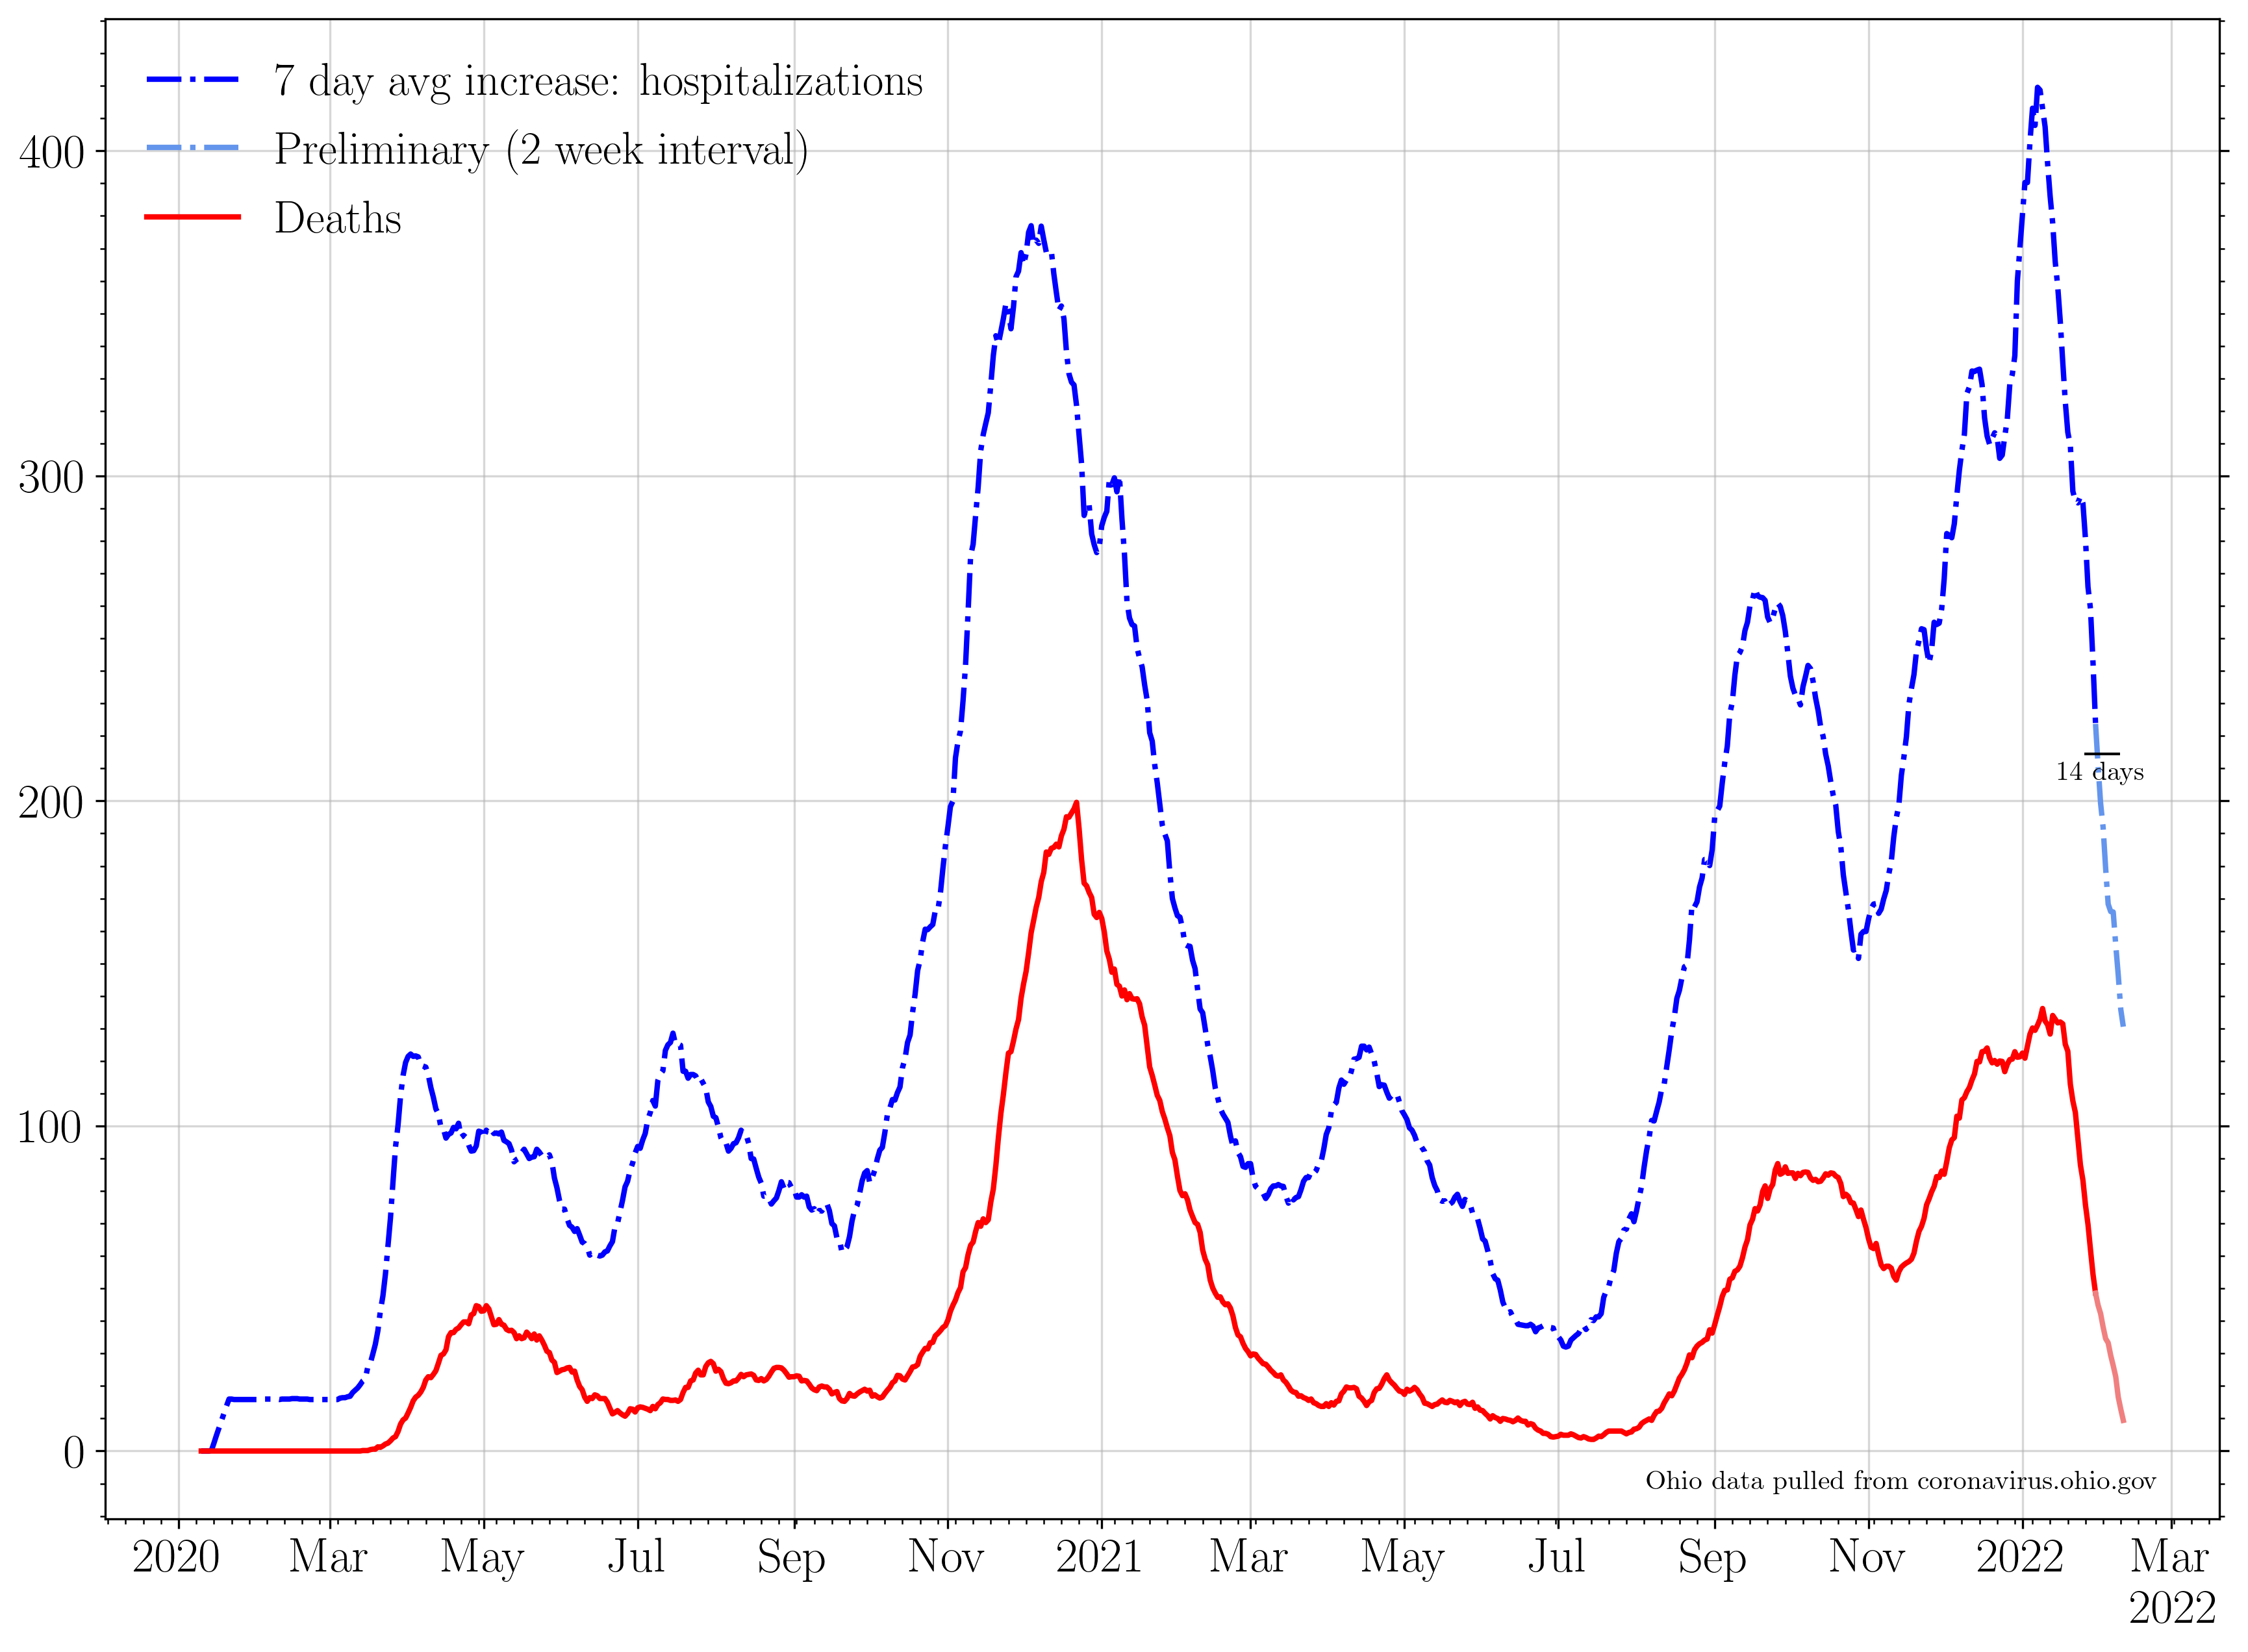 7 day avg increase: hospitalizations
Preliminary (2 week interval)
Deaths
400
300
200
100
0
14 days
Ohio data pulled from coronavirus.ohio.gov
2020 Mar May Jul Sep Nov 2021 Mar May Jul Sep Nov 2022 Mar
2022